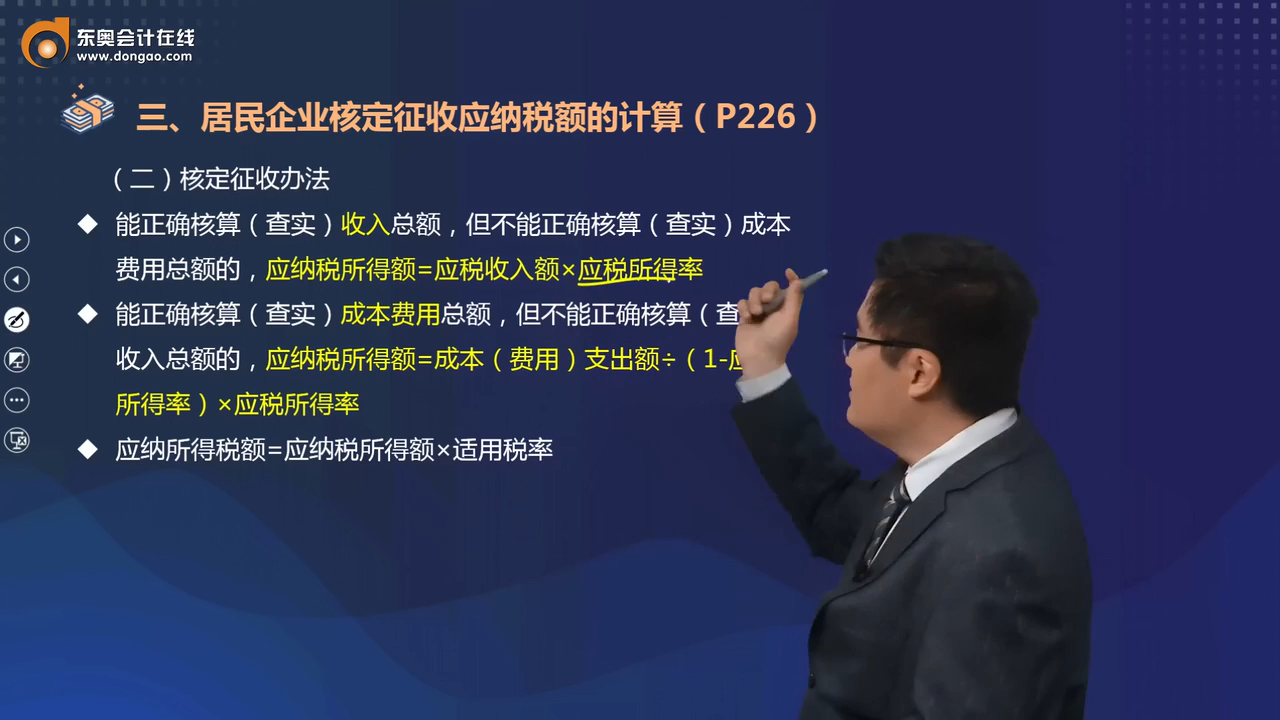 东奥会计在线
www.dongao.com
三、居民企业核定征收应纳税额的计算（P226）
（二）核定征收办法
◆ 能正确核算（查实）收入总额，但不能正确核算（查实）成本
费用总额的，应纳税所得额=应税收入额×应税所得率
◆ 能正确核算（查实）成本费用总额，但不能正确核算（查
收入总额的，应纳税所得额=成本（费用）支出额÷（1-
所得率）×应税所得率
◆ 应纳所得税额=应纳税所得额×适用税率